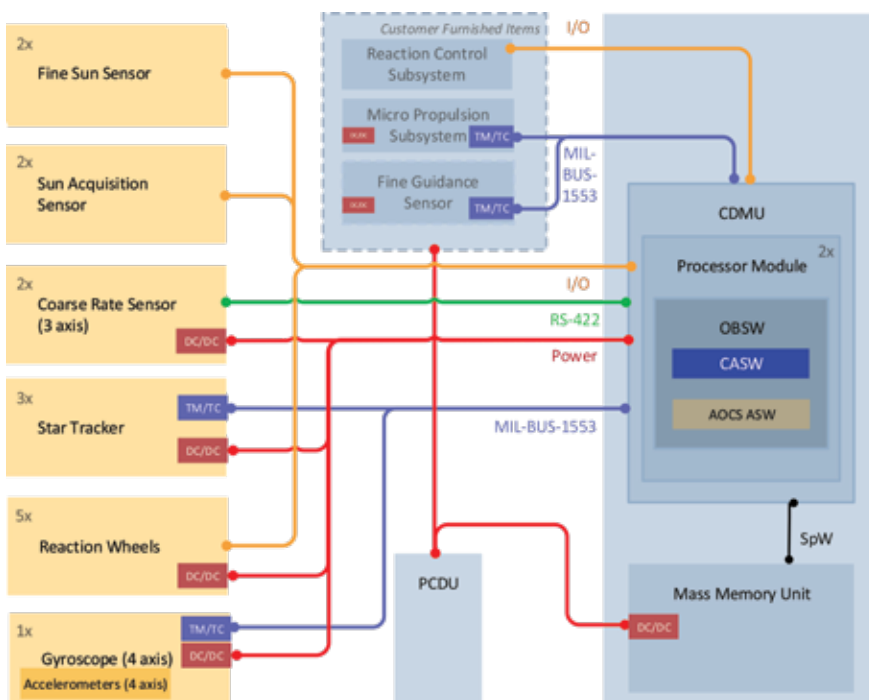 2x
Fine Sun Sensor
2x
Sun Acquisition
Sensor
2x
Coarse Rate Sensor
(3 axis)
DC/DC
3x
TM/TC
Star Tracker
DC/DC
5x
Reaction Wheels
DC/DC
1x
TM/TC
Gyroscope (4 axis)
DC/DC
Accelerometers (4 axis)
Customer Furnished Items
Reaction Control
Subsystem
Micro Propulsion
Subsystem
TM/TC
Fine Guidance
Sensor
TM/TC
I/O
MIL-
BUS-
1553
I/O
RS-422
Power
MIL-BUS-1553
PCDU
CDMU
2x
Processor Module
OBSW
CASW
AOCS ASW
SpW
Mass Memory Unit
DC/DC